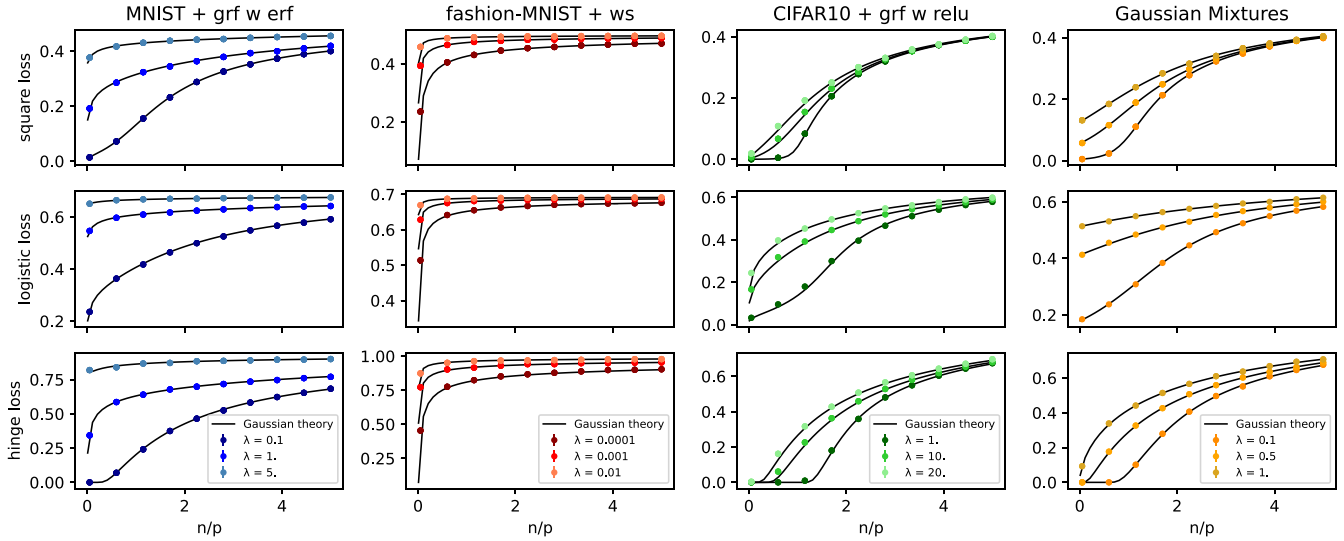 MNIST + grf w erf
fashion-MNIST + ws
CIFAR10 + grf w relu
Gaussian Mixtures
square loss
0.4
0.2
0.0
0.4
0.2
0.4
0.2
0.0
0.4
0.2
0.0
logistic loss
0.6
0.4
0.2
0.7
0.6
0.5
0.4
0.6
0.4
0.2
0.0
0.6
0.4
0.2
hinge loss
0.75
0.50
0.25
0.00
Gaussian theory
λ = 0.1
λ = 1.
λ = 5.
0 2 4
n/p
1.00
0.75
0.50
0.25
Gaussian theory
λ = 0.0001
λ = 0.001
λ = 0.01
0 2 4
n/p
0.6
0.4
0.2
0.0
Gaussian theory
λ = 1.
λ = 10.
λ = 20.
0 2 4
n/p
0.6
0.4
0.2
0.0
Gaussian theory
λ = 0.1
λ = 0.5
λ = 1.
0 2 4
n/p